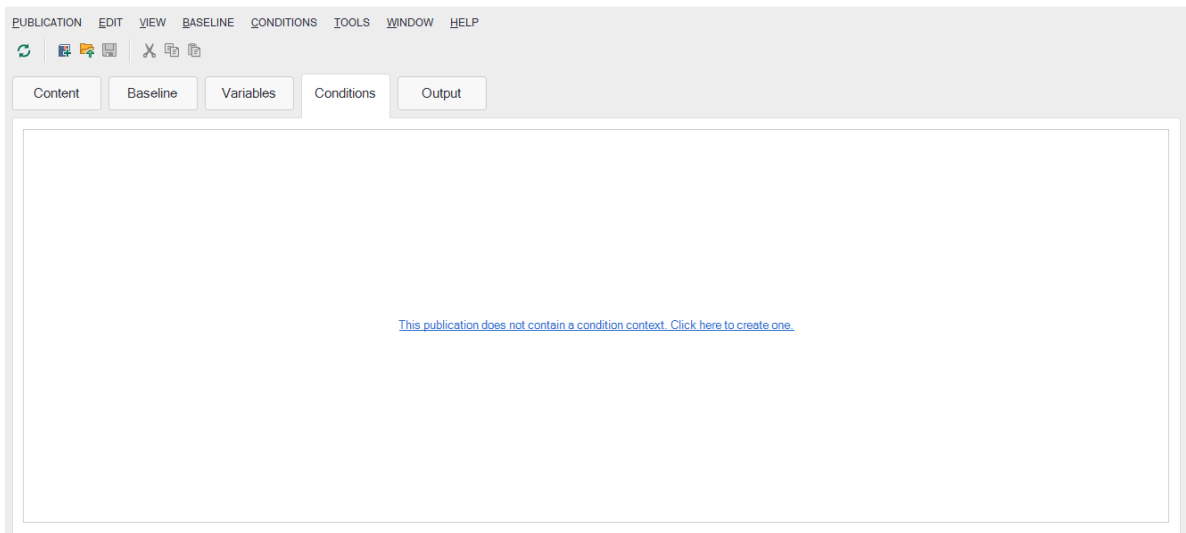 PUBLICATION EDIT VIEW BASELINE CONDITIONS TOOLS WINDOW HELP
Content Baseline Variables Conditions Output
This publication does not contain a condition context. Click here to create one.